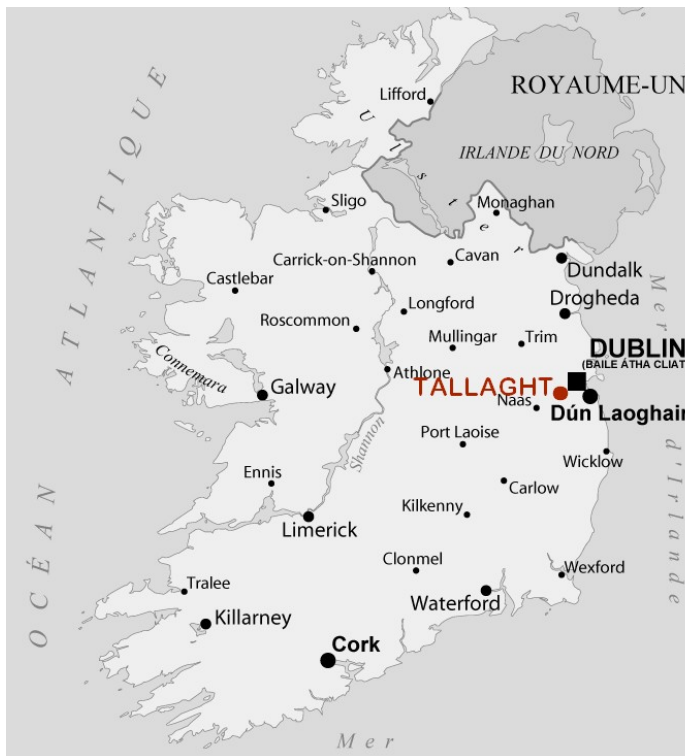 Lifford
ROYAUME-UN
Ulster
IRLANDE DU NORD
OCÉAN ATLANTIQUE
Sligo
Monaghan
Carrick-on-Shannon
Cavan
Dundalk
Castlebar
Longford
Drogheda
Roscommon
Mullingar
Trim
Mer d'Irlande
DUBLIN
(BAILE ÁTHA CLIAT
Connemara
Athlone
Galway
TALLAGHT
Naas
Dún Laoghair
Port Laoise
Shannon
Wicklow
Ennis
Carlow
Kilkenny
Limerick
Clonmel
Wexford
Tralee
Waterford
Killarney
Cork
Mer